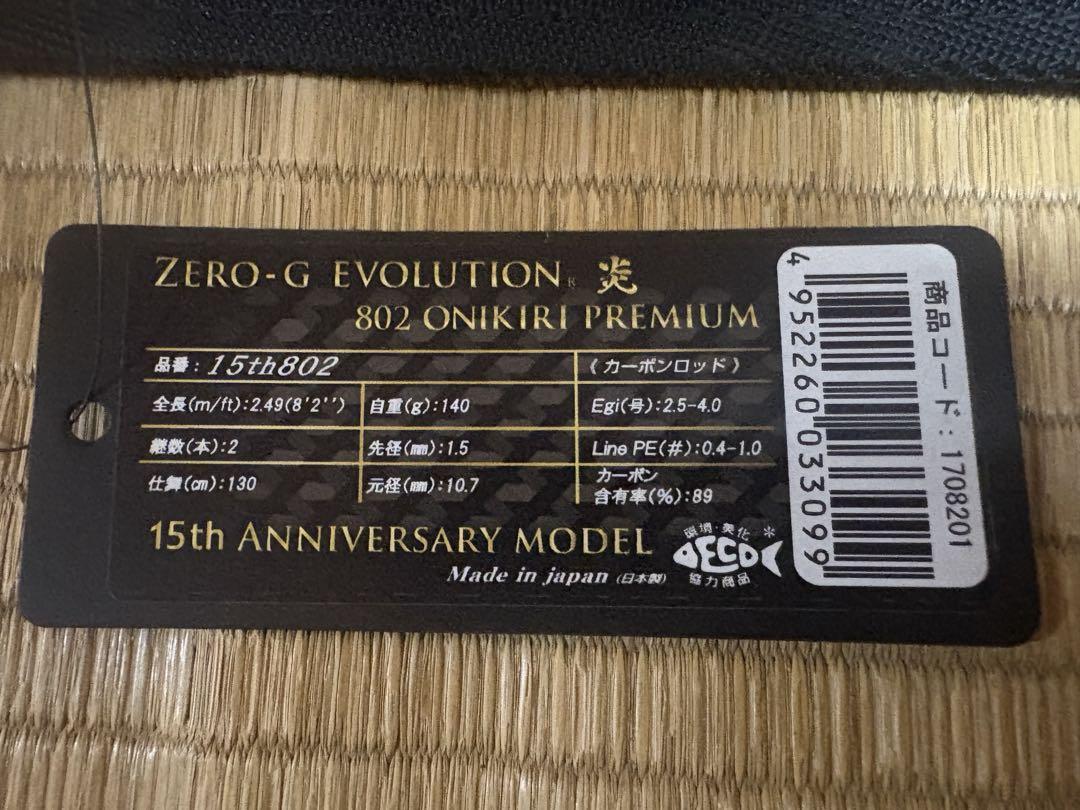 ZERO-G EVOLUTION® 炎
802 ONIKIRI PREMIUM
品番：15th802
《カーボンロッド》
全長(m/ft):2.49(8'2'')
自重(g):140
Egi(号):2.5-4.0
継数(本):2
先径(mm):1.5
Line PE(#):0.4-1.0
仕舞(cm):130
元径(mm):10.7
カーボン
含有率(%):89
15th ANNIVERSARY MODEL
Made in japan (日本製)
環境・美化
ECO
協力商品
商品コード：1708201
4952260033099